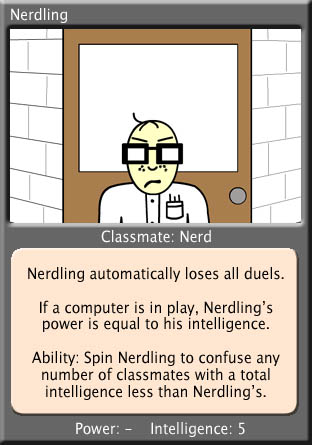 Nerdling
Classmate: Nerd
Nerdling automatically loses all duels.
If a computer is in play, Nerdling's
power is equal to his intelligence.
Ability: Spin Nerdling to confuse any
number of classmates with a total
intelligence less than Nerdling's.
Power: – Intelligence: 5